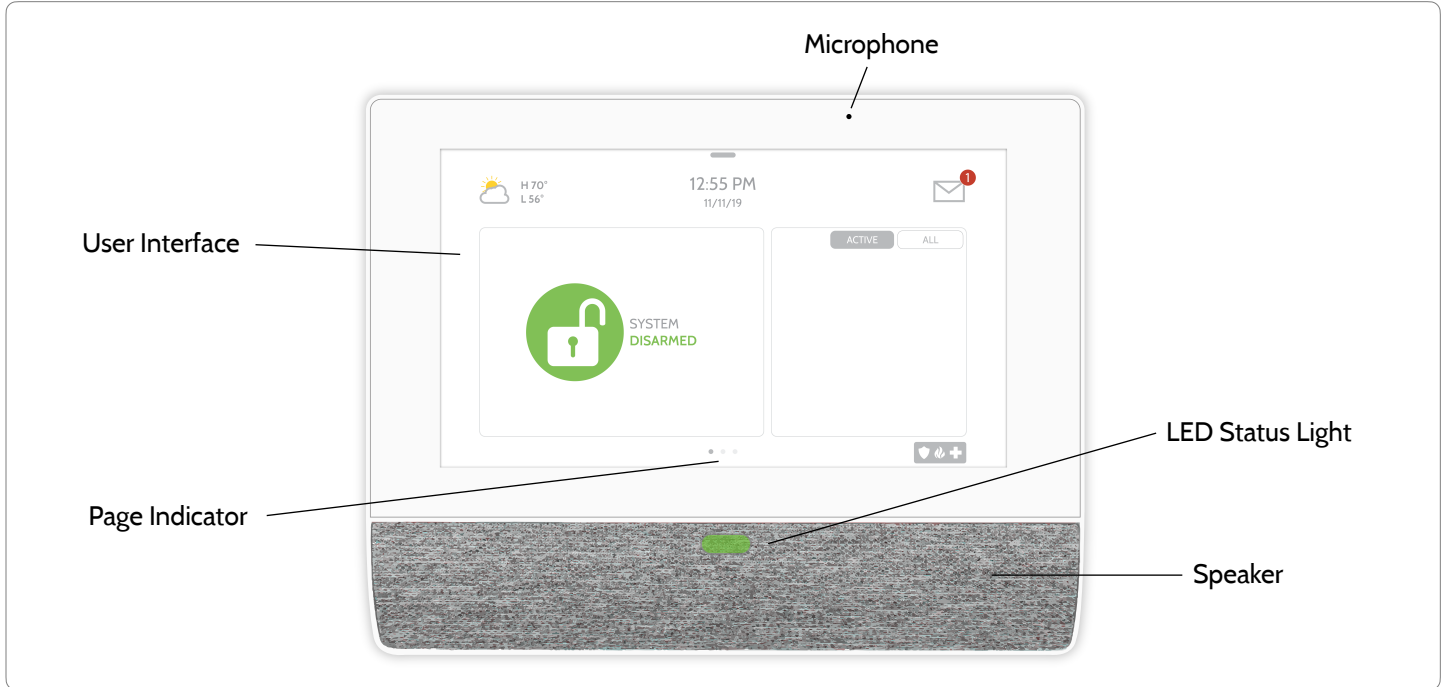 Microphone
H 70°
L 56°
12:55 PM
11/11/19
1
User Interface
ACTIVE
ALL
SYSTEM
DISARMED
LED Status Light
Page Indicator
Speaker